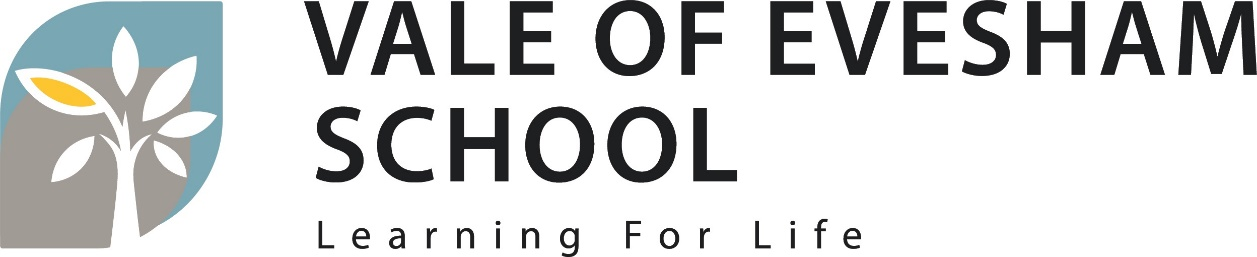 VALE OF EVESHAM
SCHOOL
Learning For Life